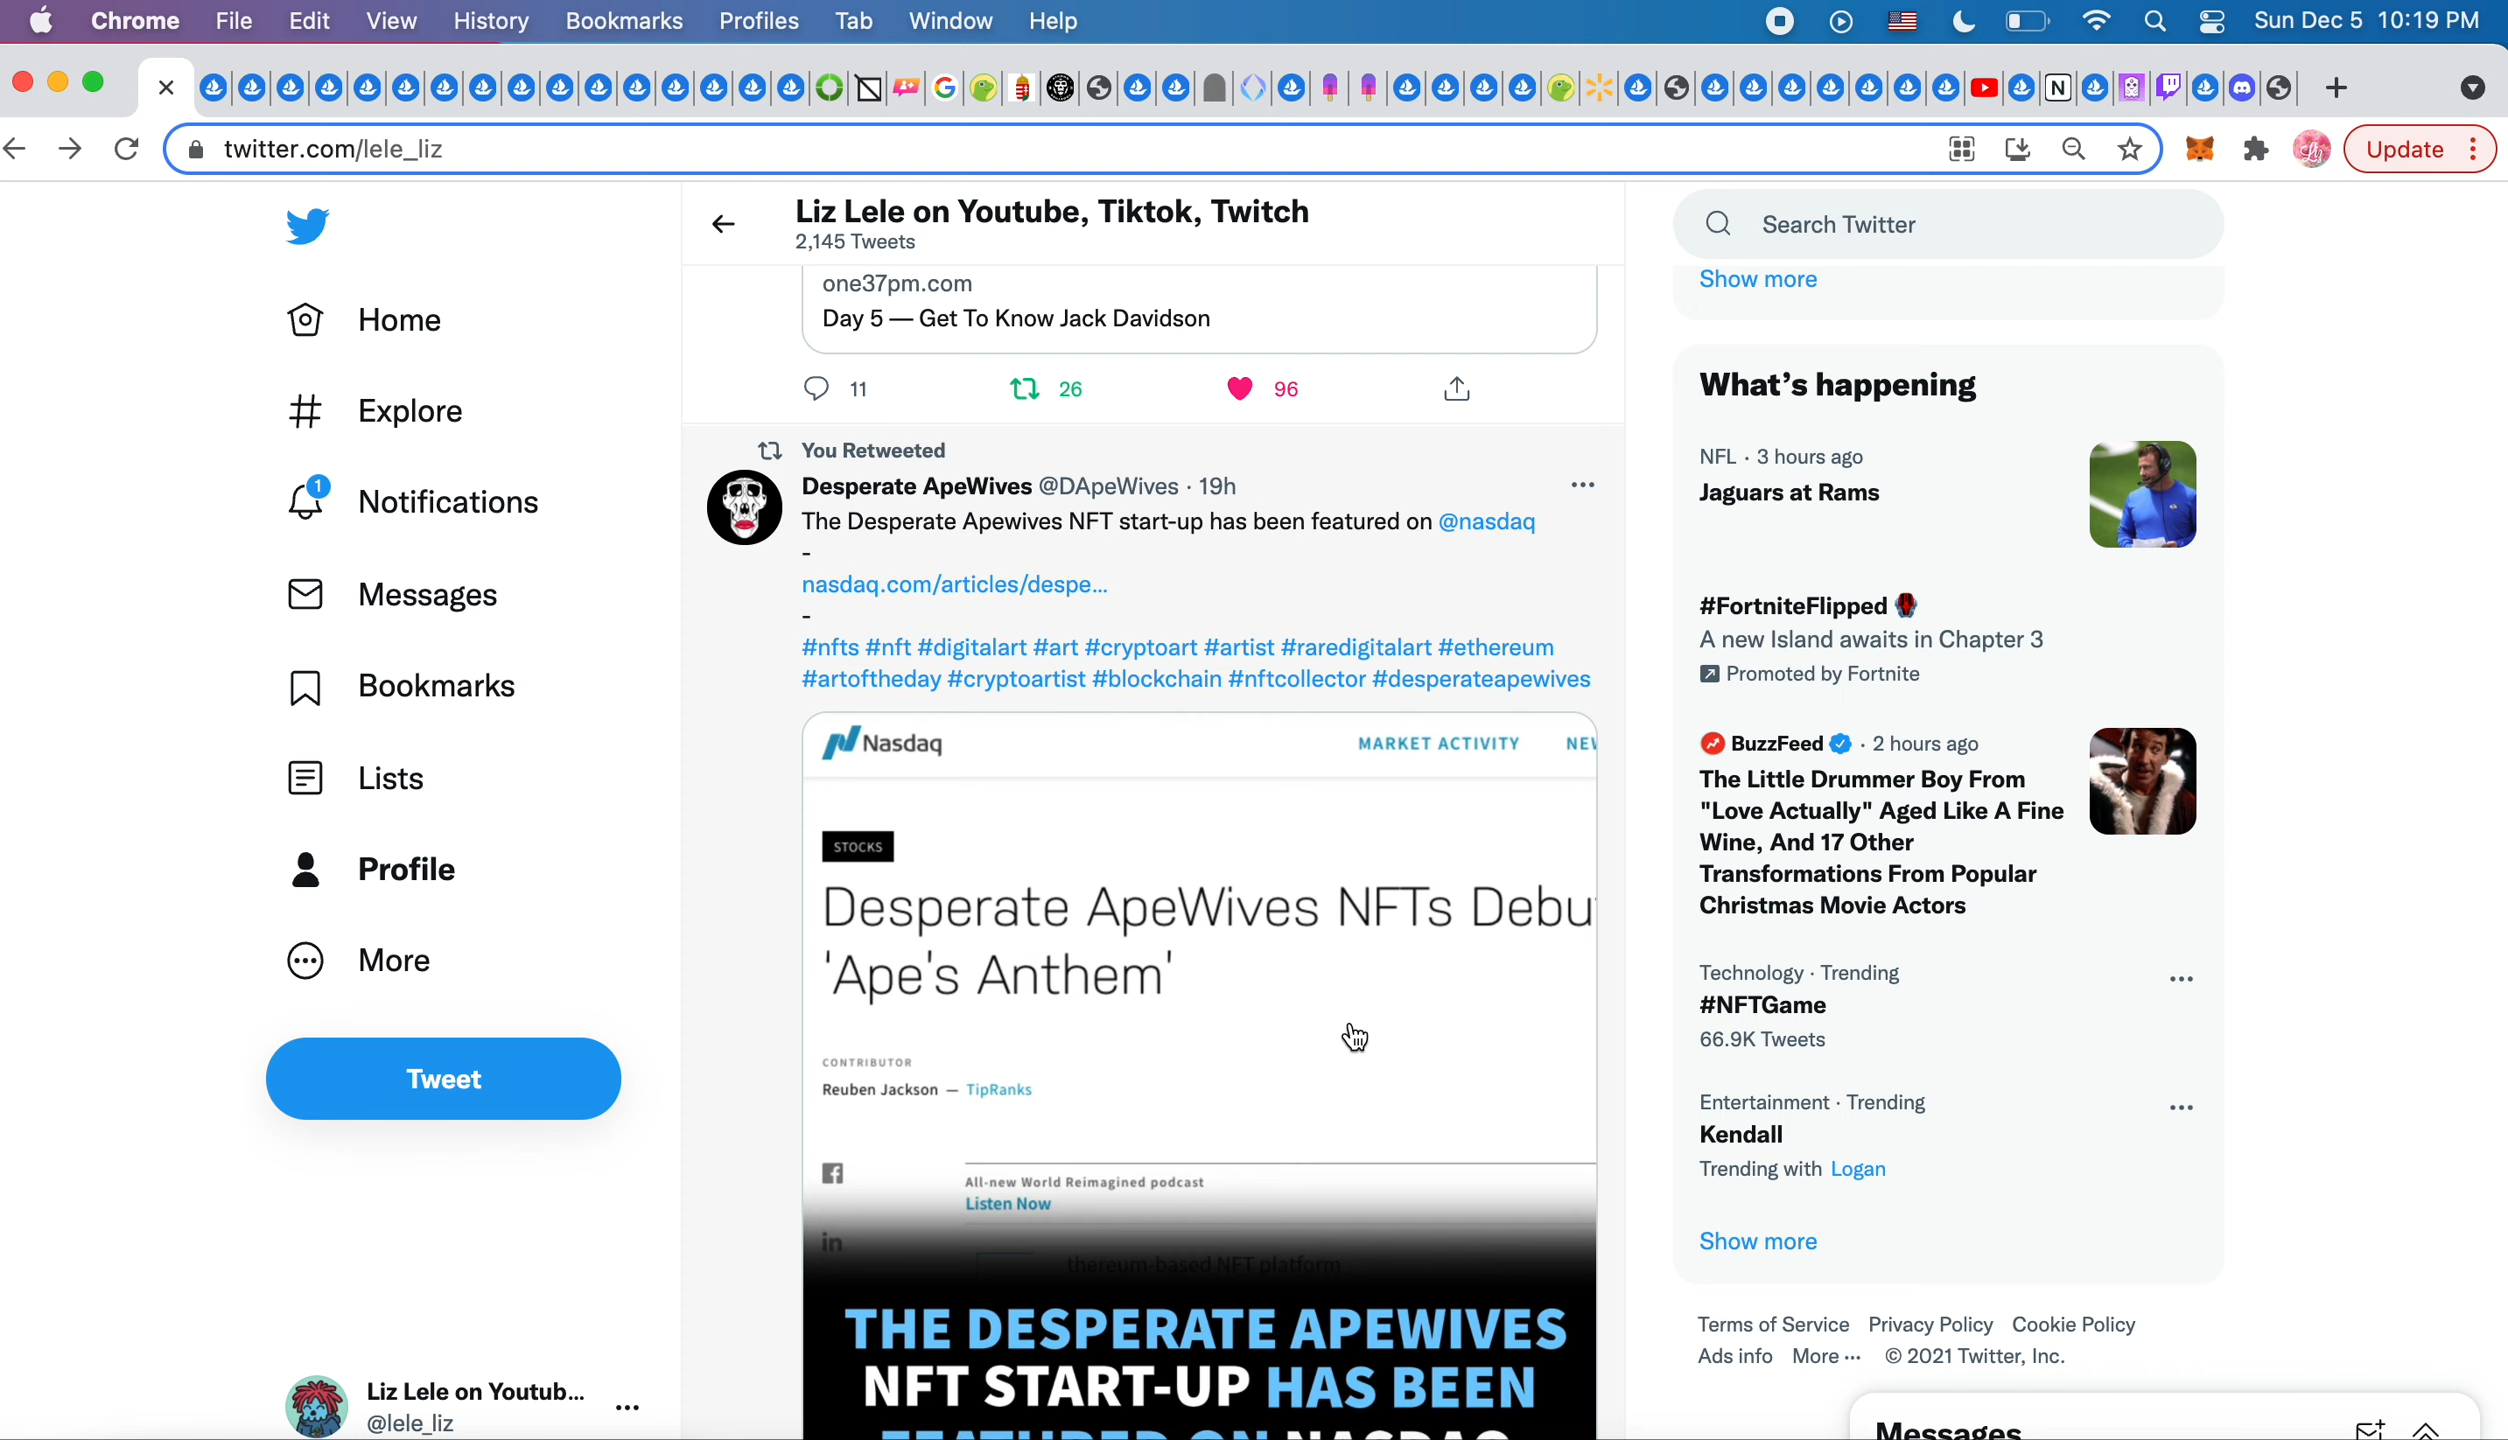 Chrome File Edit View History Bookmarks Profiles Tab Window Help Sun Dec 5 10:19 PM
twitter.com/lele_liz Update
Home
Explore
1
Notifications
Messages
Bookmarks
Lists
Profile
More
Tweet
Liz Lele on Youtub...
@lele_liz
Liz Lele on Youtube, Tiktok, Twitch
2,145 Tweets
one37pm.com
Day 5 — Get To Know Jack Davidson
11 26 96
You Retweeted
Desperate ApeWives @DApeWives · 19h
The Desperate Apewives NFT start-up has been featured on @nasdaq
-
nasdaq.com/articles/despe...
-
#nfts #nft #digitalart #art #cryptoart #artist #raredigitalart #ethereum
#artoftheday #cryptoartist #blockchain #nftcollector #desperateapewives
Nasdaq MARKET ACTIVITY
STOCKS
Desperate ApeWives NFTs Debu
'Ape's Anthem'
CONTRIBUTOR
Reuben Jackson — TipRanks
All-new World Reimagined podcast
Listen Now
thereum-based NFT platform
THE DESPERATE APEWIVES
NFT START-UP HAS BEEN
FEATURED ON NASDAQ
Search Twitter
Show more
What's happening
NFL · 3 hours ago
Jaguars at Rams
#FortniteFlipped
A new Island awaits in Chapter 3
Promoted by Fortnite
BuzzFeed · 2 hours ago
The Little Drummer Boy From
"Love Actually" Aged Like A Fine
Wine, And 17 Other
Transformations From Popular
Christmas Movie Actors
Technology · Trending
#NFTGame
66.9K Tweets
Entertainment · Trending
Kendall
Trending with Logan
Show more
Terms of Service Privacy Policy Cookie Policy
Ads info More ··· © 2021 Twitter, Inc.
Messages